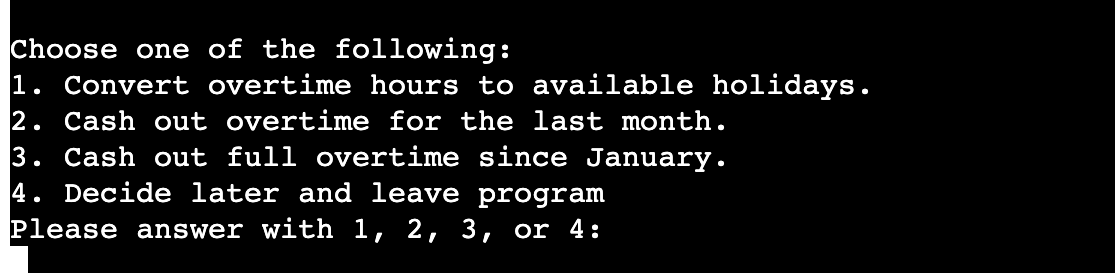 Choose one of the following:
1. Convert overtime hours to available holidays.
2. Cash out overtime for the last month.
3. Cash out full overtime since January.
4. Decide later and leave program
Please answer with 1, 2, 3, or 4: